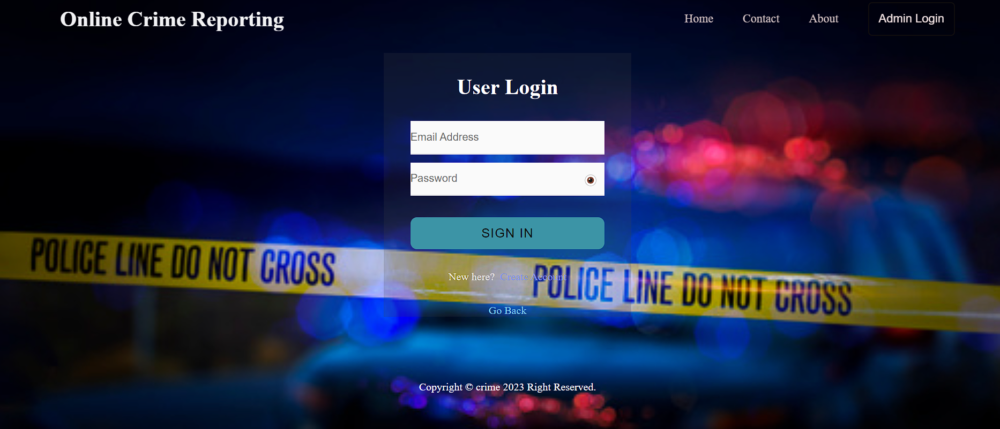 Online Crime Reporting
Home Contact About Admin Login
User Login
Email Address
Password
SIGN IN
POLICE LINE DO NOT CROSS
POLICE LINE DO NOT CROSS
New here? Create Account
Go Back
Copyright © crime 2023 Right Reserved.